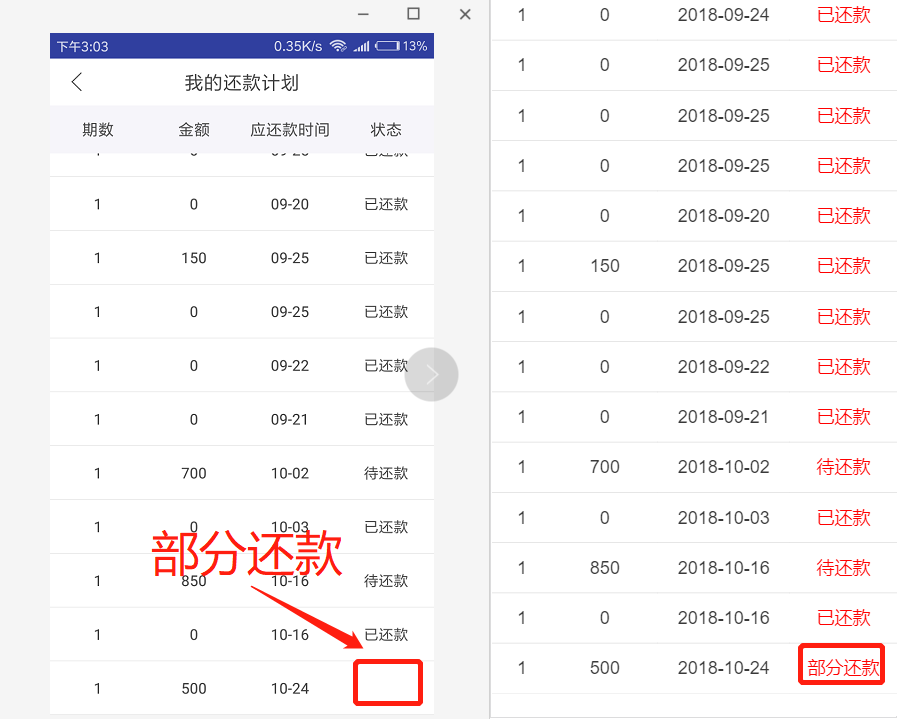 下午3:03 0.35K/s 13%
我的还款计划
期数 金额 应还款时间 状态
1 0 09-20 已还款
1 150 09-25 已还款
1 0 09-25 已还款
1 0 09-22 已还款
1 0 09-21 已还款
1 700 10-02 待还款
1 0 10-03 已还款
部分还款
1 850 10-16 待还款
1 0 10-16 已还款
1 500 10-24
1 0 2018-09-24 已还款
1 0 2018-09-25 已还款
1 0 2018-09-25 已还款
1 0 2018-09-25 已还款
1 0 2018-09-20 已还款
1 150 2018-09-25 已还款
1 0 2018-09-25 已还款
1 0 2018-09-22 已还款
1 0 2018-09-21 已还款
1 700 2018-10-02 待还款
1 0 2018-10-03 已还款
1 850 2018-10-16 待还款
1 0 2018-10-16 已还款
1 500 2018-10-24 部分还款